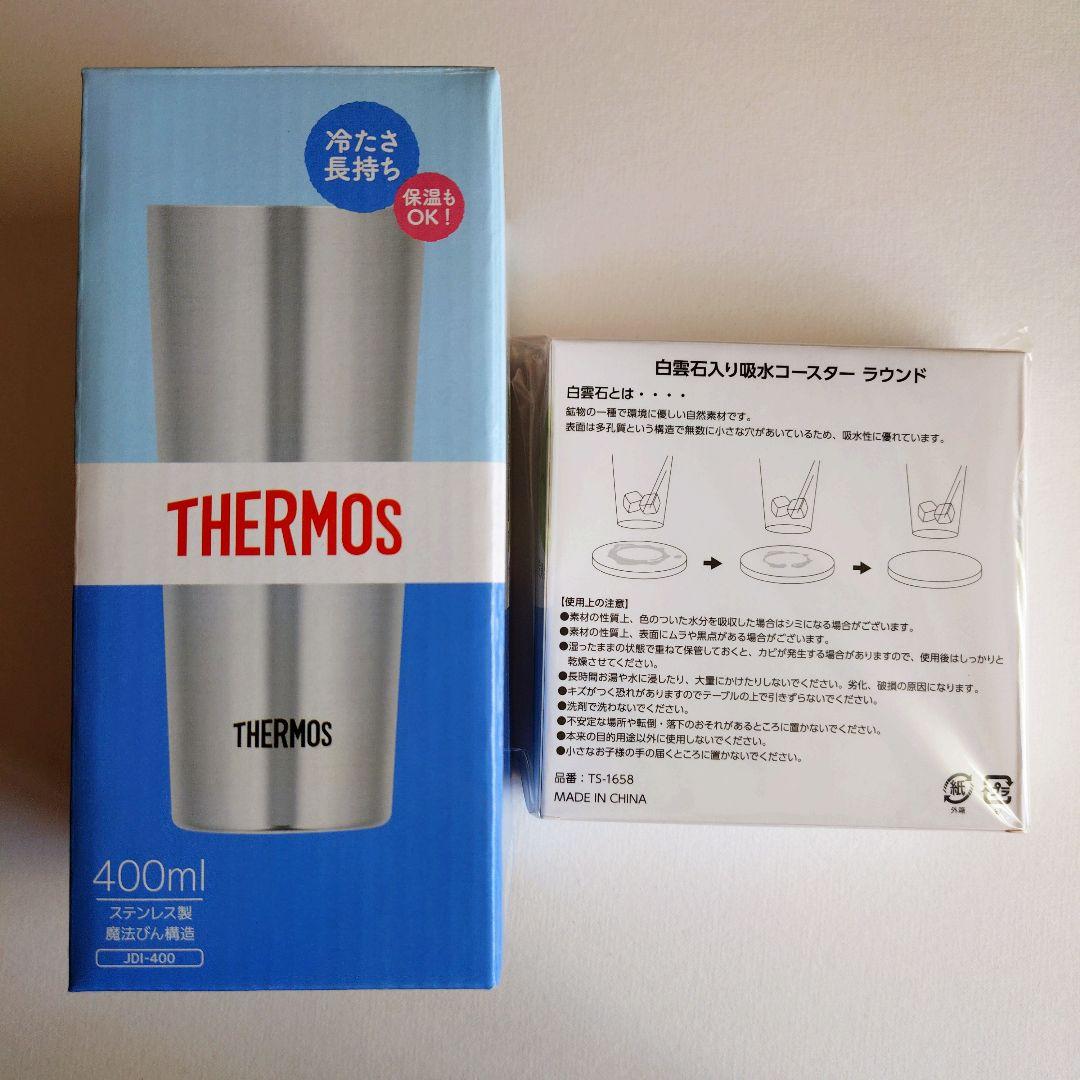 冷たさ
長持ち
保温も
OK!
THERMOS
THERMOS
400ml
ステンレス製
魔法びん構造
JDI-400
白雲石入り吸水コースター ラウンド
白雲石とは・・・・
鉱物の一種で環境に優しい自然素材です。
表面は多孔質という構造で無数に小さな穴があいているため、吸水性に優れています。
【使用上の注意】
●素材の性質上、色のついた水分を吸収した場合はシミになる場合がございます。
●素材の性質上、表面にムラや黒点がある場合がございます。
●湿ったままの状態で重ねて保管しておくと、カビが発生する場合がありますので、使用後はしっかりと
乾燥させてください。
●長時間お湯や水に浸したり、大量にかけたりしないでください。劣化、破損の原因になります。
●キズがつく恐れがありますのでテーブルの上で引きずらないでください。
●洗剤で洗わないでください。
●不安定な場所や転倒・落下のおそれがあるところに置かないでください。
●本来の目的用途以外に使用しないでください。
●小さなお子様の手の届くところに置かないでください。
品番：TS-1658
MADE IN CHINA
紙
外箱
プラ